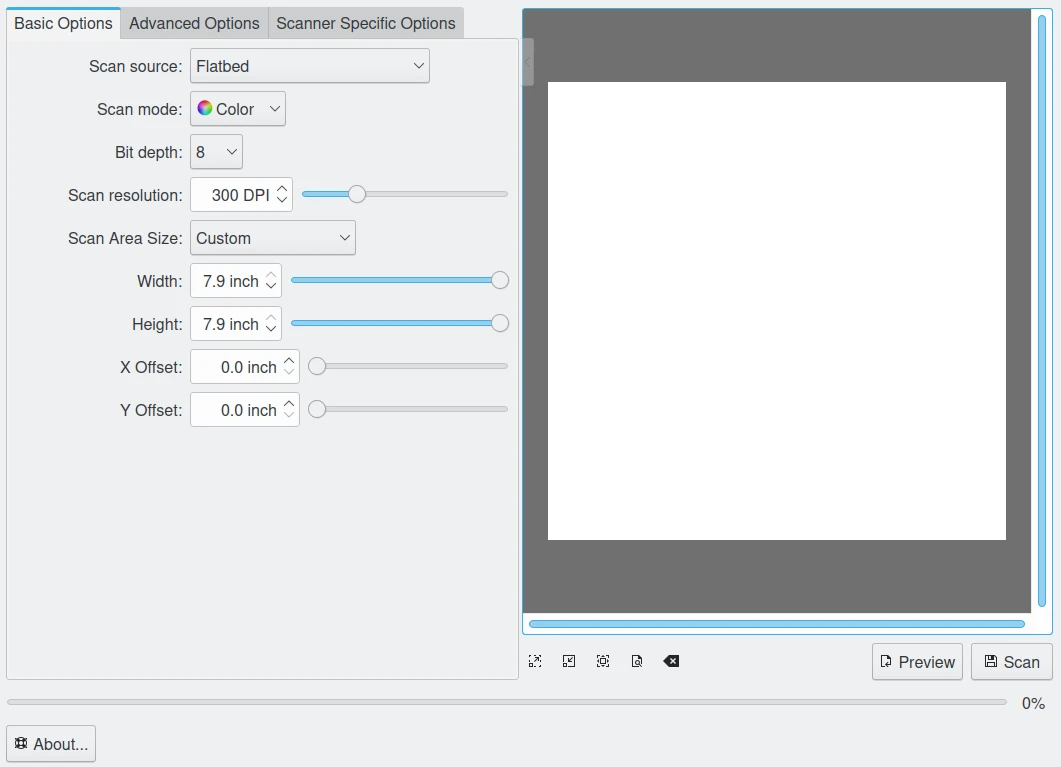 Basic Options Advanced Options Scanner Specific Options
Scan source: Flatbed
Scan mode: Color
Bit depth: 8
Scan resolution: 300 DPI
Scan Area Size: Custom
Width: 7.9 inch
Height: 7.9 inch
X Offset: 0.0 inch
Y Offset: 0.0 inch
Preview Scan
0%
About...